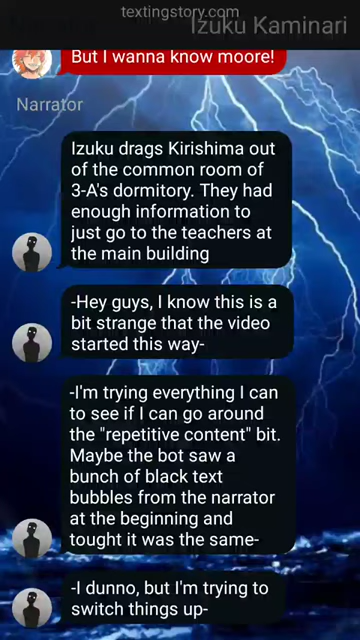 textingstory.com
Izuku Kaminari
But I wanna know moore!
Narrator
Izuku drags Kirishima out
of the common room of
3-A's dormitory. They had
enough information to
just go to the teachers at
the main building
-Hey guys, I know this is a
bit strange that the video
started this way-
-I'm trying everything I can
to see if I can go around
the "repetitive content" bit.
Maybe the bot saw a
bunch of black text
bubbles from the narrator
at the beginning and
tought it was the same-
-I dunno, but I'm trying to
switch things up-